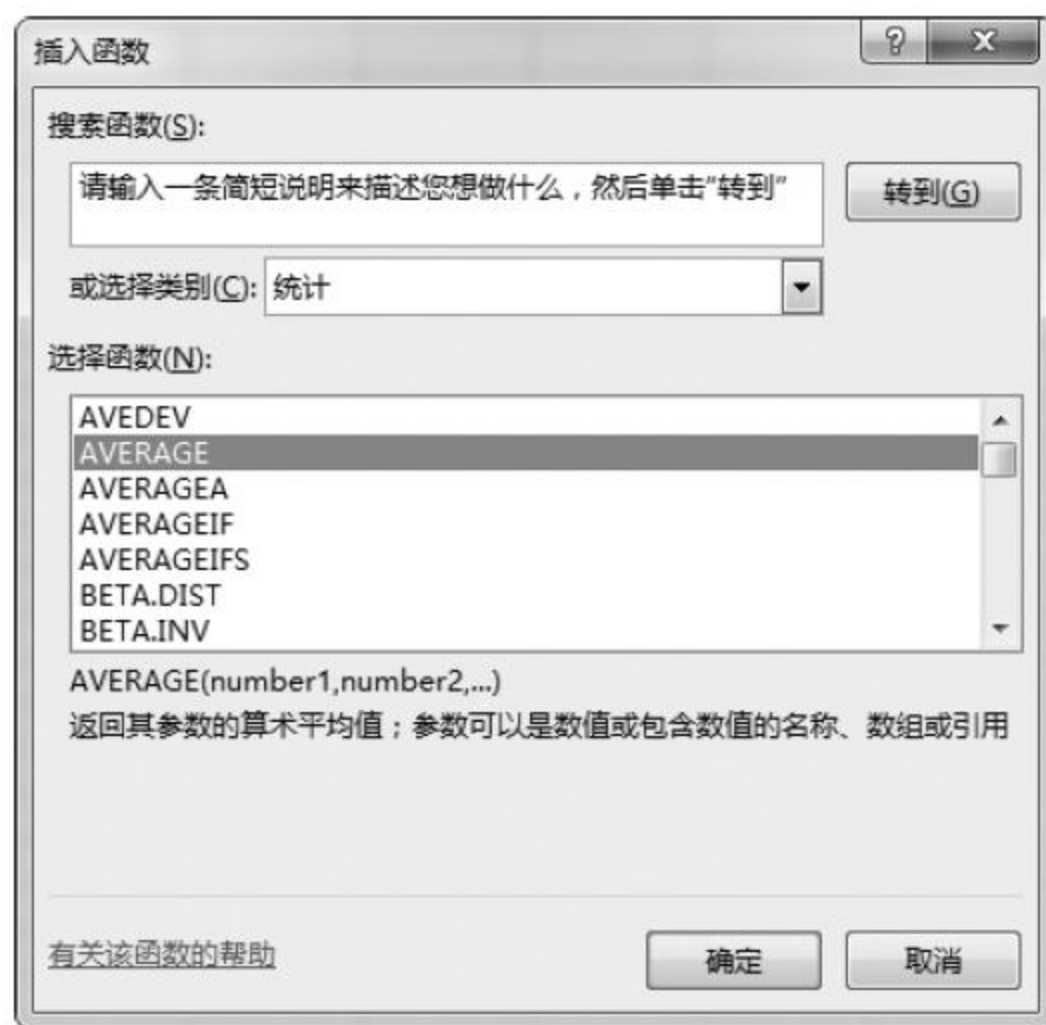 插入函数
搜索函数(S):
请输入一条简短说明来描述您想做什么，然后单击"转到"
转到(G)
或选择类别(C): 统计
选择函数(N):
AVEDEV
AVERAGE
AVERAGEA
AVERAGEIF
AVERAGEIFS
BETA.DIST
BETA.INV
AVERAGE(number1,number2,...)
返回其参数的算术平均值；参数可以是数值或包含数值的名称、数组或引用
有关该函数的帮助
确定
取消